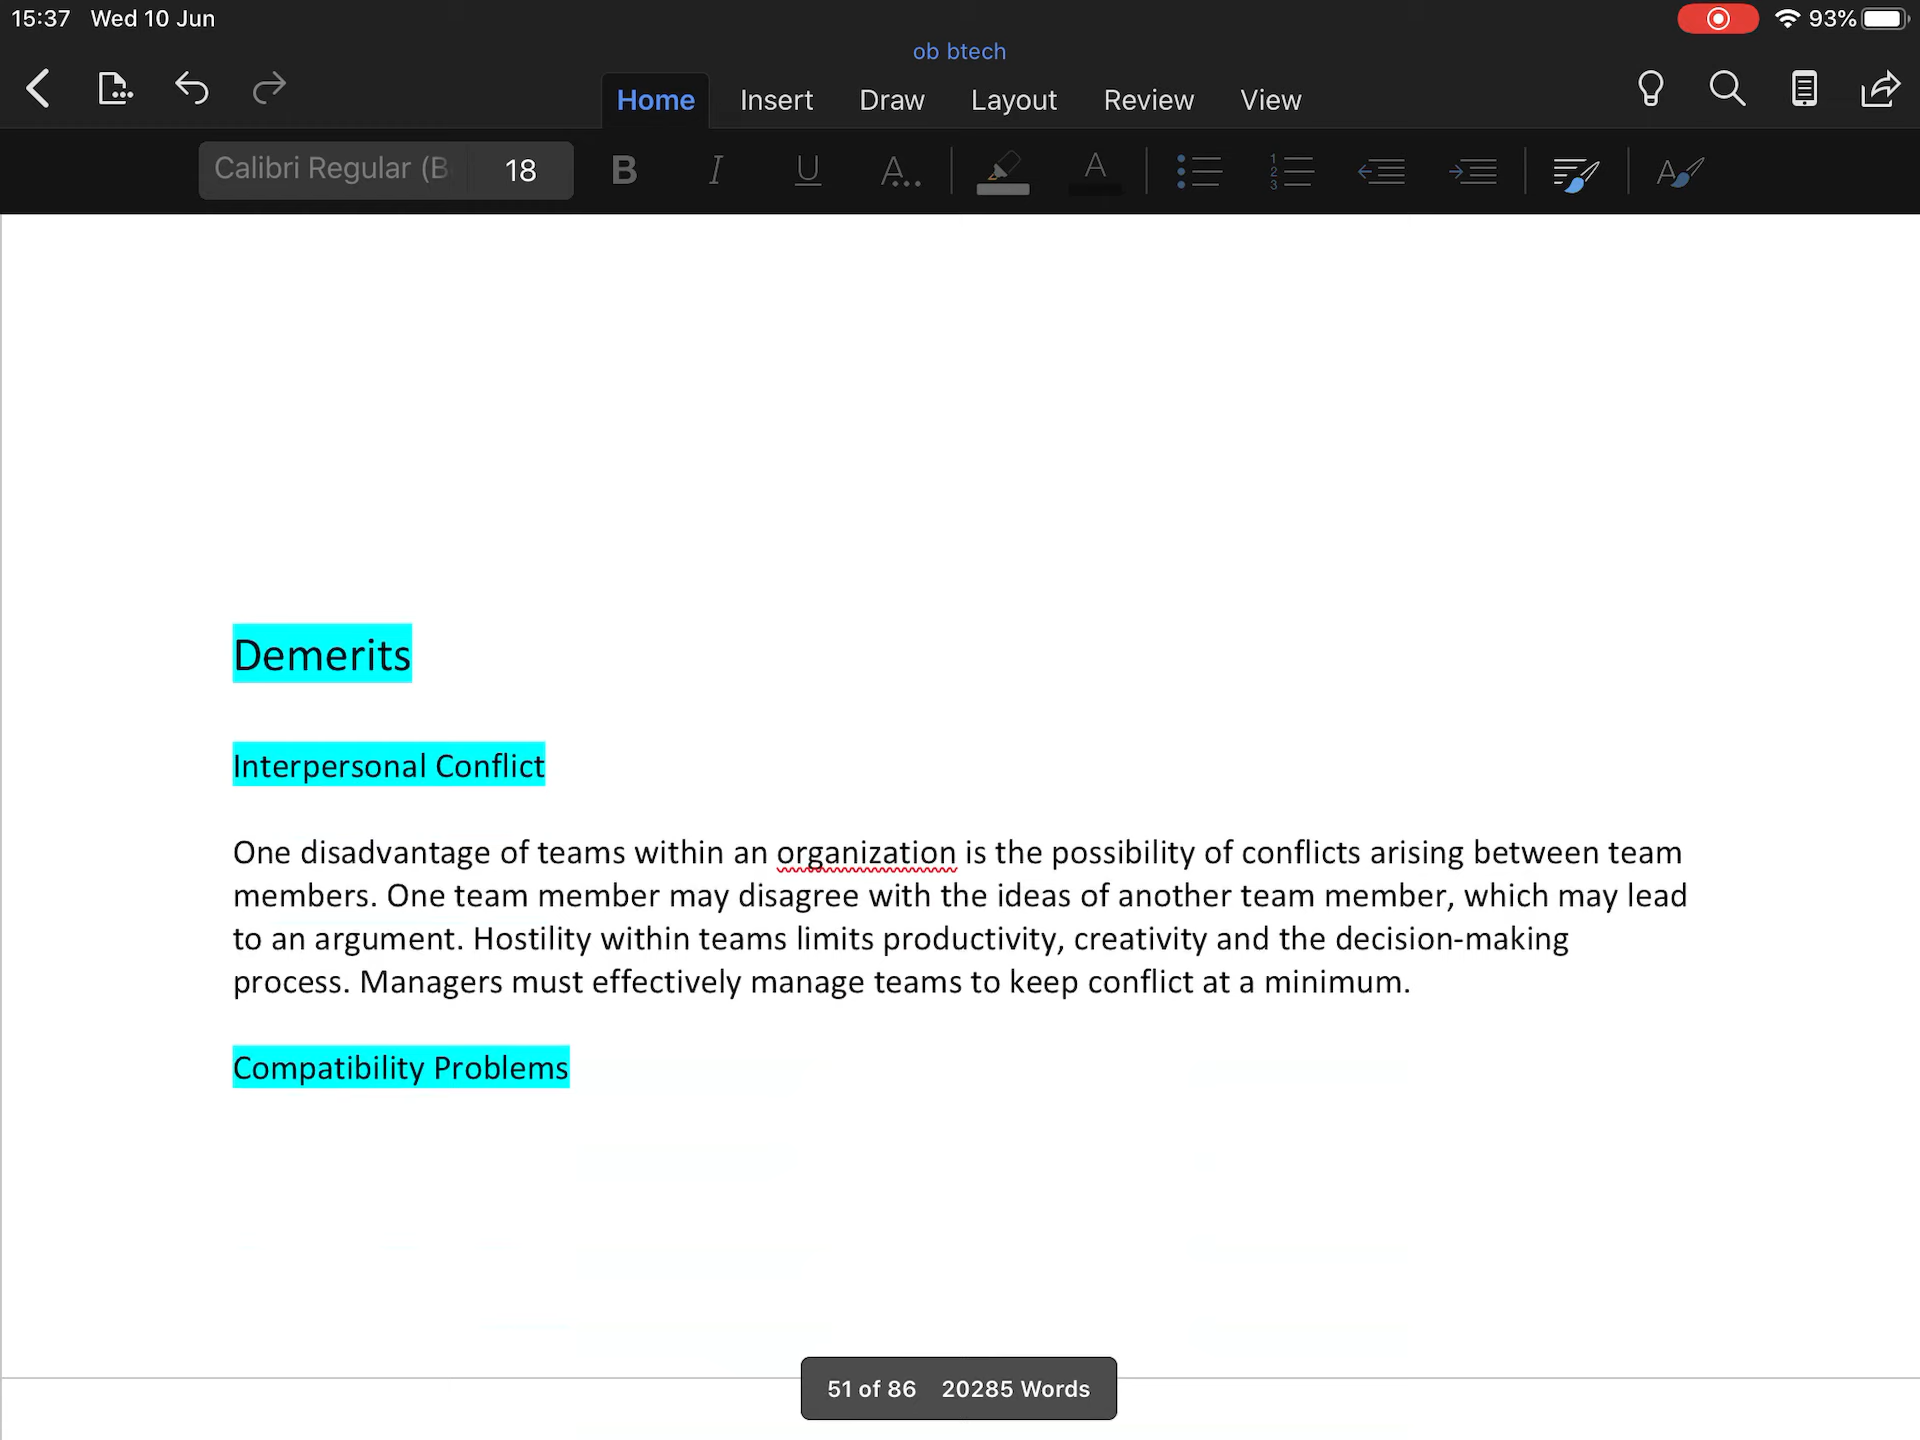 15:37 Wed 10 Jun 93%
ob btech
Home Insert Draw Layout Review View
Calibri Regular (B 18 B I U A... A A
Demerits
Interpersonal Conflict
One disadvantage of teams within an organization is the possibility of conflicts arising between team
members. One team member may disagree with the ideas of another team member, which may lead
to an argument. Hostility within teams limits productivity, creativity and the decision-making
process. Managers must effectively manage teams to keep conflict at a minimum.
Compatibility Problems
51 of 86 20285 Words